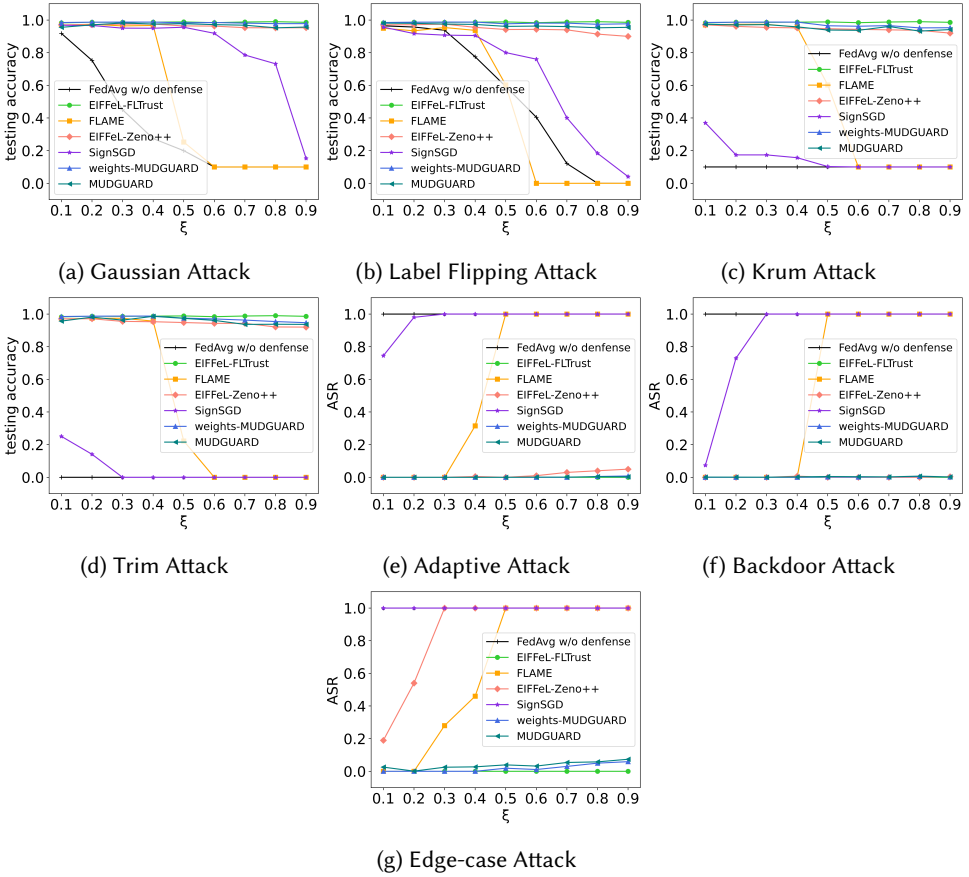 testing accuracy
1.0
0.8
0.6
0.4
0.2
0.0
FedAvg w/o denfense
EIFFeL-FLTrust
FLAME
EIFFeL-Zeno++
SignSGD
weights-MUDGUARD
MUDGUARD
0.1 0.2 0.3 0.4 0.5 0.6 0.7 0.8 0.9
ξ
(a) Gaussian Attack
testing accuracy
1.0
0.8
0.6
0.4
0.2
0.0
FedAvg w/o denfense
EIFFeL-FLTrust
FLAME
EIFFeL-Zeno++
SignSGD
weights-MUDGUARD
MUDGUARD
0.1 0.2 0.3 0.4 0.5 0.6 0.7 0.8 0.9
ξ
(b) Label Flipping Attack
testing accuracy
1.0
0.8
0.6
0.4
0.2
0.0
FedAvg w/o denfense
EIFFeL-FLTrust
FLAME
EIFFeL-Zeno++
SignSGD
weights-MUDGUARD
MUDGUARD
0.1 0.2 0.3 0.4 0.5 0.6 0.7 0.8 0.9
ξ
(c) Krum Attack
testing accuracy
1.0
0.8
0.6
0.4
0.2
0.0
FedAvg w/o denfense
EIFFeL-FLTrust
FLAME
EIFFeL-Zeno++
SignSGD
weights-MUDGUARD
MUDGUARD
0.1 0.2 0.3 0.4 0.5 0.6 0.7 0.8 0.9
ξ
(d) Trim Attack
ASR
1.0
0.8
0.6
0.4
0.2
0.0
FedAvg w/o denfense
EIFFeL-FLTrust
FLAME
EIFFeL-Zeno++
SignSGD
weights-MUDGUARD
MUDGUARD
0.1 0.2 0.3 0.4 0.5 0.6 0.7 0.8 0.9
ξ
(e) Adaptive Attack
ASR
1.0
0.8
0.6
0.4
0.2
0.0
FedAvg w/o denfense
EIFFeL-FLTrust
FLAME
EIFFeL-Zeno++
SignSGD
weights-MUDGUARD
MUDGUARD
0.1 0.2 0.3 0.4 0.5 0.6 0.7 0.8 0.9
ξ
(f) Backdoor Attack
ASR
1.0
0.8
0.6
0.4
0.2
0.0
FedAvg w/o denfense
EIFFeL-FLTrust
FLAME
EIFFeL-Zeno++
SignSGD
weights-MUDGUARD
MUDGUARD
0.1 0.2 0.3 0.4 0.5 0.6 0.7 0.8 0.9
ξ
(g) Edge-case Attack